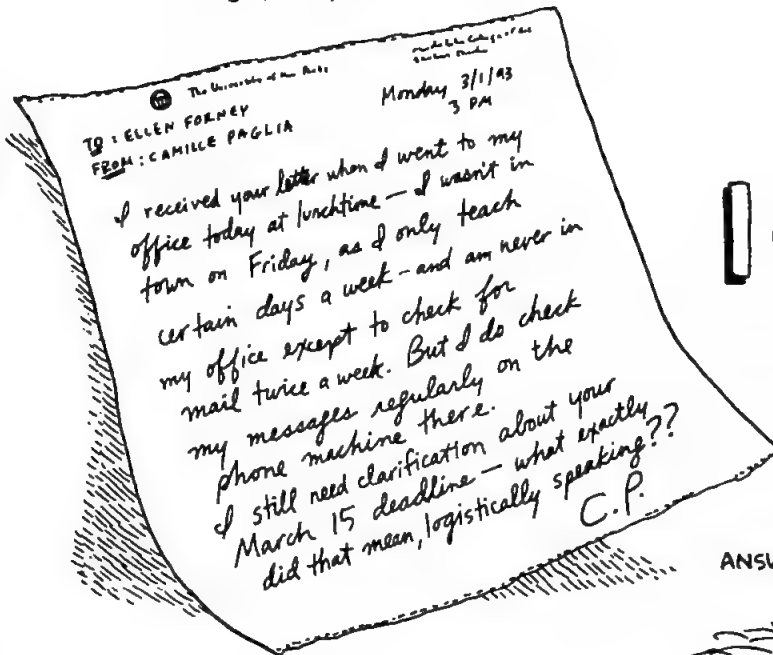 The University of the Arts
Monday 3/1/93
3 PM
TO: ELLEN FORNEY
FROM: CAMILLE PAGLIA
I received your letter when I went to my
office today at lunchtime — I wasn't in
town on Friday, as I only teach
certain days a week — and am never in
my office except to check for
mail twice a week. But I do check
my messages regularly on the
phone machine there.
I still need clarification about your
March 15 deadline — what exactly
did that mean, logistically speaking??
C.P.